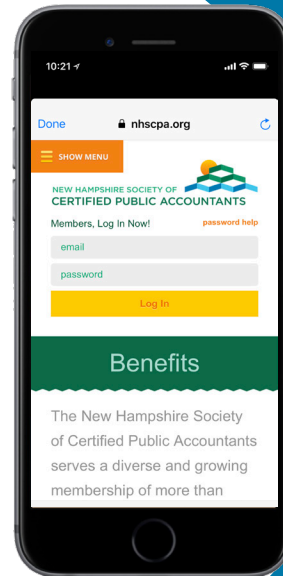 10:21
Done
nhscpa.org
SHOW MENU
NEW HAMPSHIRE SOCIETY OF
CERTIFIED PUBLIC ACCOUNTANTS
Members, Log In Now!
password help
email
password
Log In
Benefits
The New Hampshire Society
of Certified Public Accountants
serves a diverse and growing
membership of more than